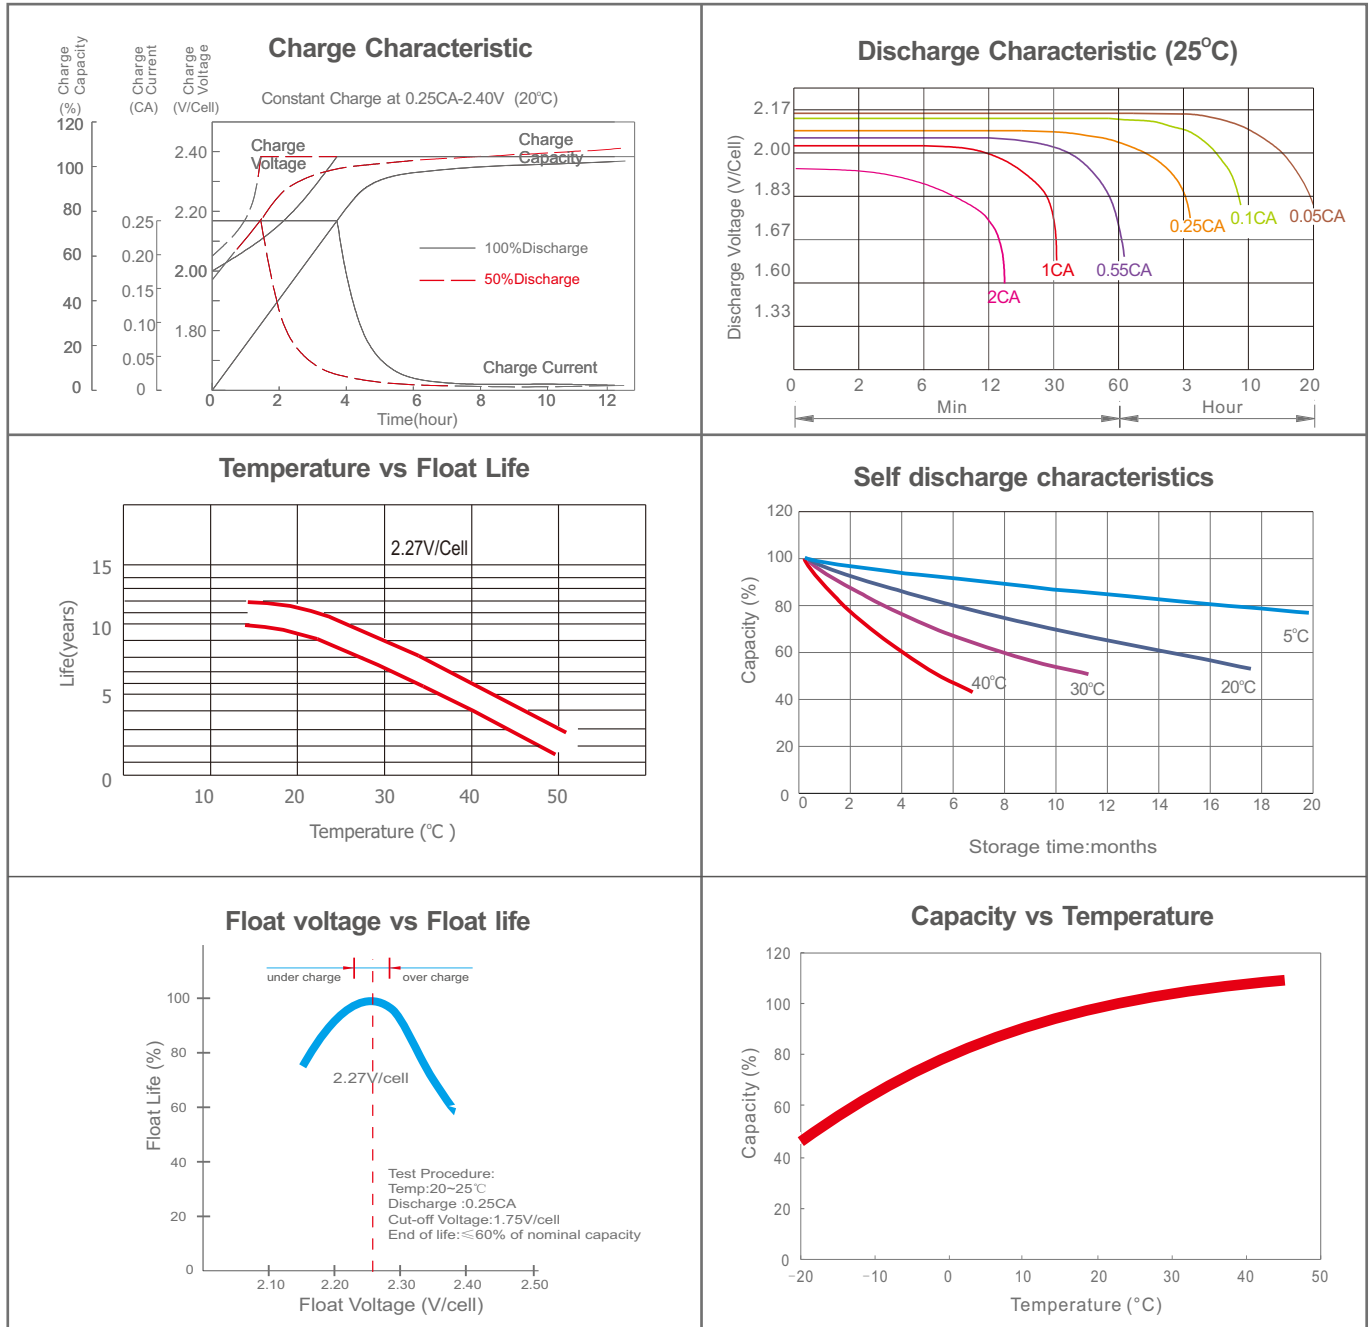 Charge Characteristic
Charge
Capacity
(%)
Charge
Current
(CA)
Charge
Voltage
(V/Cell)
Constant Charge at 0.25CA-2.40V (20°C)
120
100
80
60
40
20
0
0.25
0.20
0.15
0.10
0.05
0
2.40
2.20
2.00
1.80
Charge
Voltage
Charge
Capacity
100%Discharge
50%Discharge
Charge Current
0 2 4 6 8 10 12
Time(hour)
Discharge Characteristic (25°C)
Discharge Voltage (V/Cell)
2.17
2.00
1.83
1.67
1.60
1.33
2CA
1CA
0.55CA
0.25CA
0.1CA
0.05CA
0 2 6 12 30 60 3 10 20
Min Hour
Temperature vs Float Life
2.27V/Cell
Life(years)
15
10
5
0
10 20 30 40 50
Temperature (°C )
Self discharge characteristics
Capacity (%)
120
100
80
60
40
20
0
5°C
20°C
30°C
40°C
0 2 4 6 8 10 12 14 16 18 20
Storage time:months
Float voltage vs Float life
under charge over charge
Float Life (%)
100
80
60
40
20
0
2.27V/cell
Test Procedure:
Temp:20~25℃
Discharge :0.25CA
Cut-off Voltage:1.75V/cell
End of life:≤60% of nominal capacity
2.10 2.20 2.30 2.40 2.50
Float Voltage (V/cell)
Capacity vs Temperature
Capacity (%)
120
100
80
60
40
20
0
−20 −10 0 10 20 30 40 50
Temperature (°C)